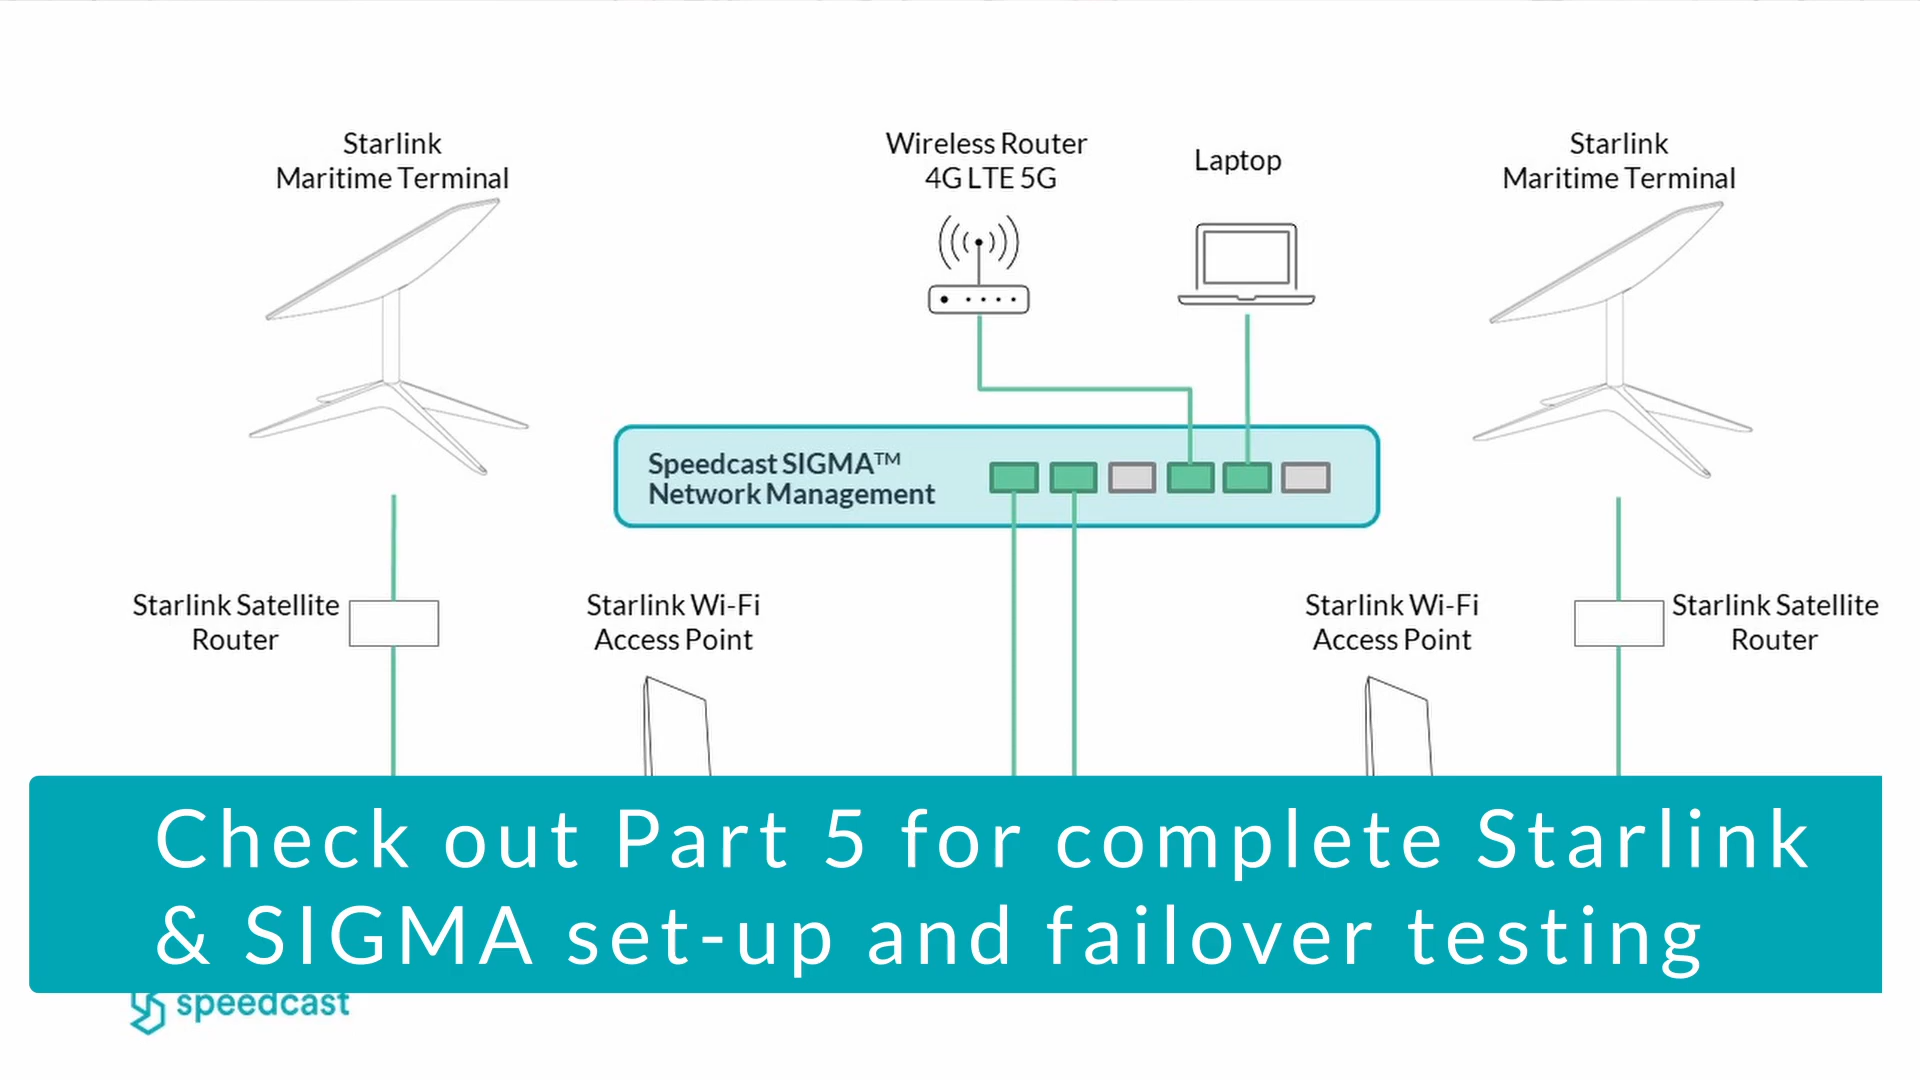 Starlink
Maritime Terminal
Wireless Router
4G LTE 5G
Laptop
Starlink
Maritime Terminal
Speedcast SIGMA™
Network Management
Starlink Satellite
Router
Starlink Wi-Fi
Access Point
Starlink Wi-Fi
Access Point
Starlink Satellite
Router
Check out Part 5 for complete Starlink
& SIGMA set-up and failover testing
speedcast